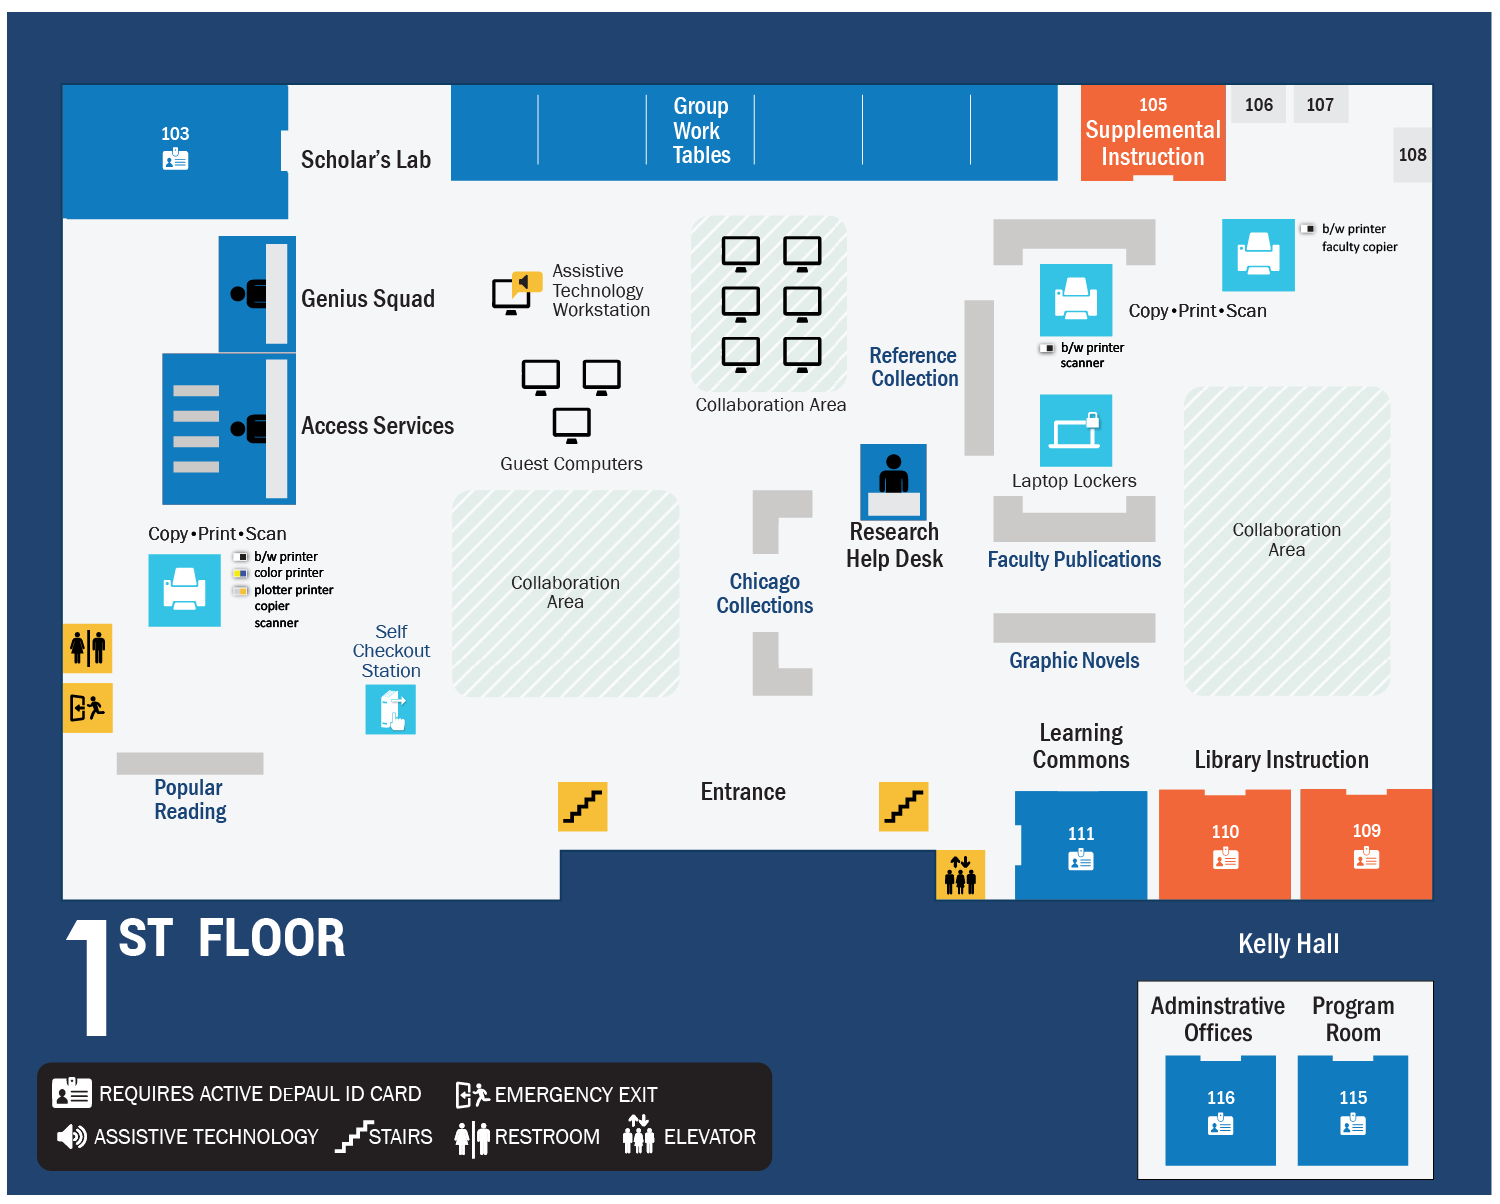 103
Scholar's Lab
Group
Work
Tables
105
Supplemental
Instruction
106
107
108
b/w printer
faculty copier
Genius Squad
Assistive
Technology
Workstation
Copy•Print•Scan
b/w printer
scanner
Reference
Collection
Collaboration Area
Access Services
Guest Computers
Laptop Lockers
Research
Help Desk
Collaboration
Area
Faculty Publications
Copy•Print•Scan
b/w printer
color printer
plotter printer
copier
scanner
Collaboration
Area
Chicago
Collections
Self
Checkout
Station
Graphic Novels
Popular
Reading
Entrance
Learning
Commons
Library Instruction
111
110
109
1ST FLOOR
Kelly Hall
Adminstrative
Offices
Program
Room
116
115
REQUIRES ACTIVE DEPAUL ID CARD
EMERGENCY EXIT
ASSISTIVE TECHNOLOGY
STAIRS
RESTROOM
ELEVATOR